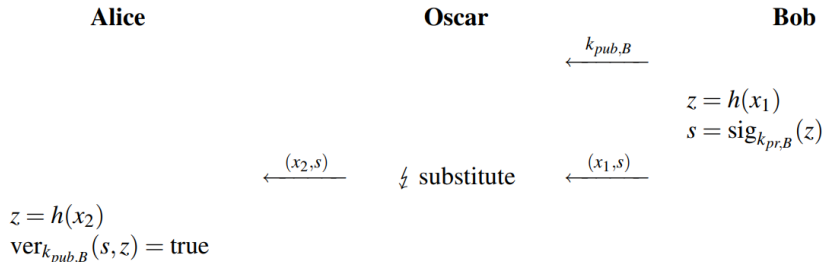 Alice Oscar Bob
k_{pub,B}
z = h(x_1)
s = sig_{k_{pr,B}}(z)
(x_2,s) substitute (x_1,s)
z = h(x_2)
ver_{k_{pub,B}}(s,z) = true